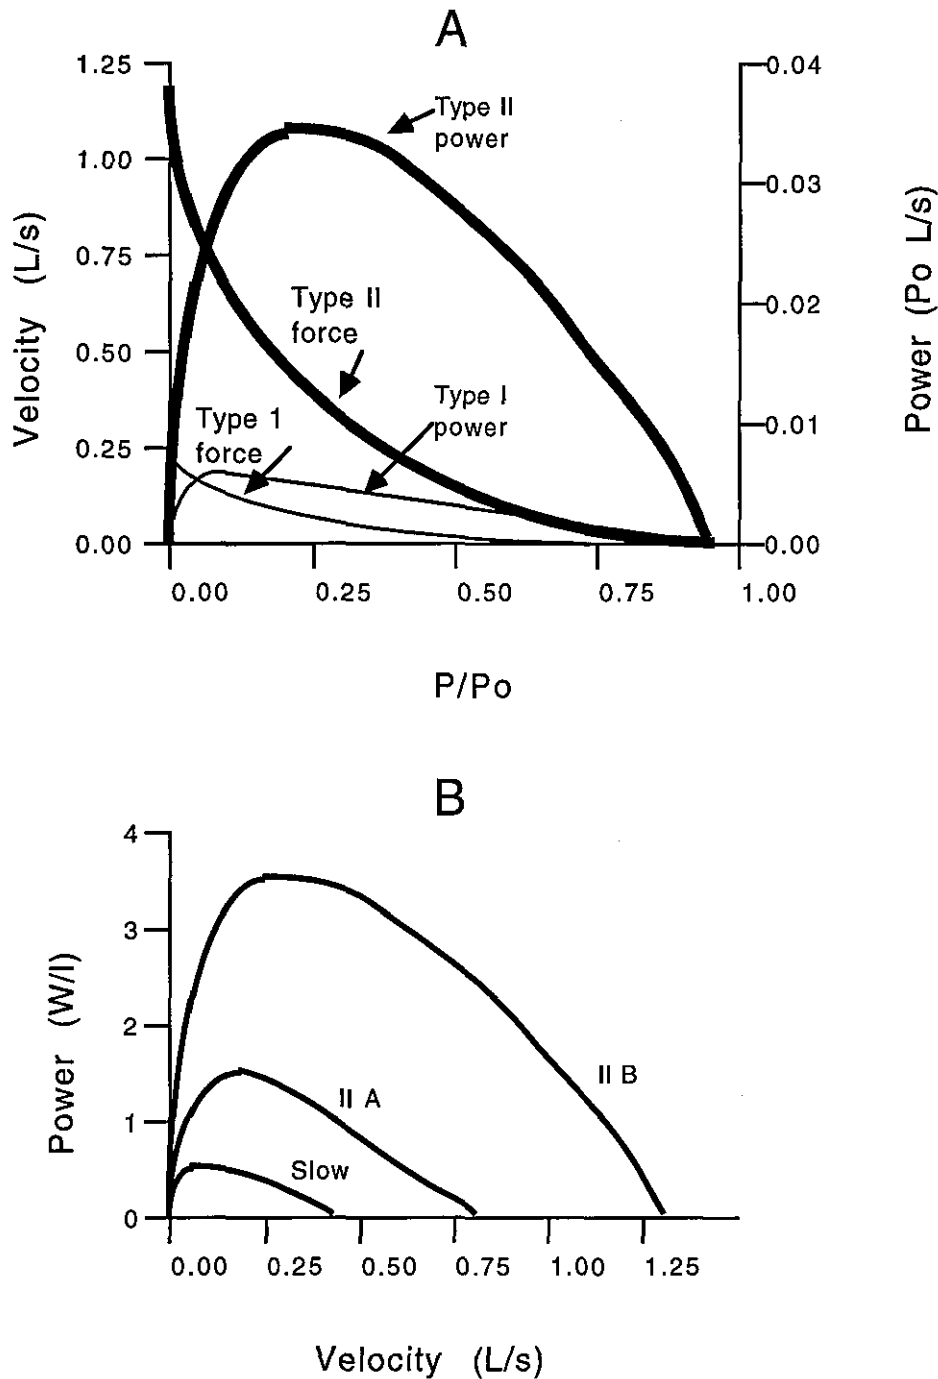 A
1.25
1.00
0.75
0.50
0.25
0.00
Velocity (L/s)
0.04
0.03
0.02
0.01
0.00
Power (Po L/s)
Type II
power
Type II
force
Type I
power
Type 1
force
0.00 0.25 0.50 0.75 1.00
P/Po
B
4
3
2
1
0
Power (W/l)
II B
II A
Slow
0.00 0.25 0.50 0.75 1.00 1.25
Velocity (L/s)